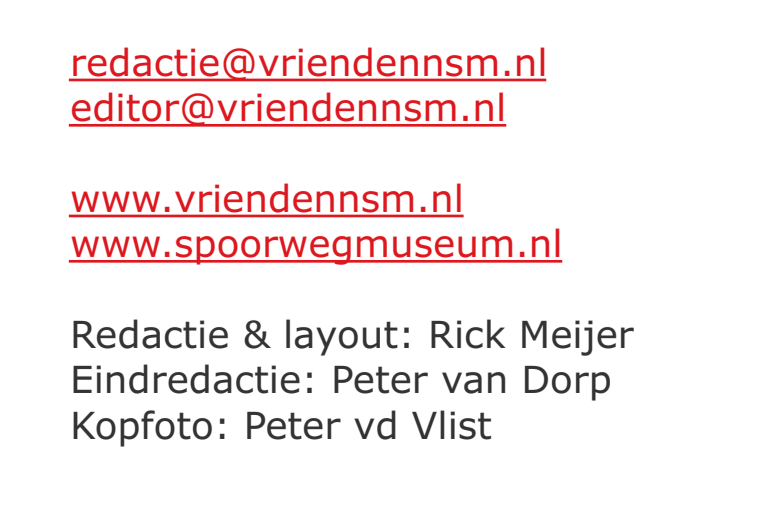 redactie@vriendennsm.nl
editor@vriendennsm.nl
www.vriendennsm.nl
www.spoorwegmuseum.nl
Redactie & layout: Rick Meijer
Eindredactie: Peter van Dorp
Kopfoto: Peter vd Vlist